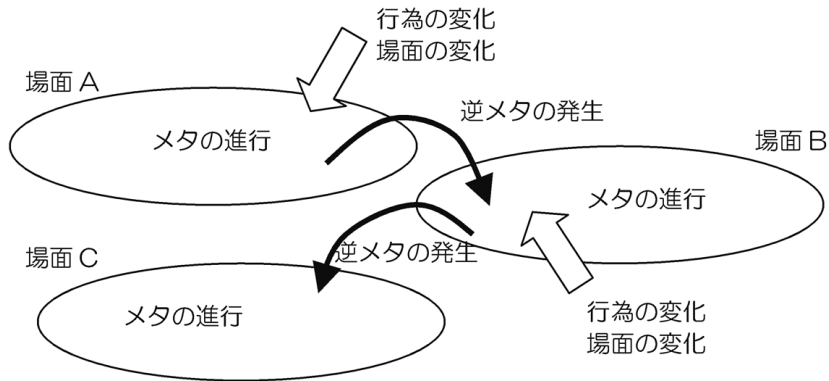 行為の変化
場面の変化
場面 A
メタの進行
逆メタの発生
場面 B
メタの進行
逆メタの発生
場面 C
メタの進行
行為の変化
場面の変化